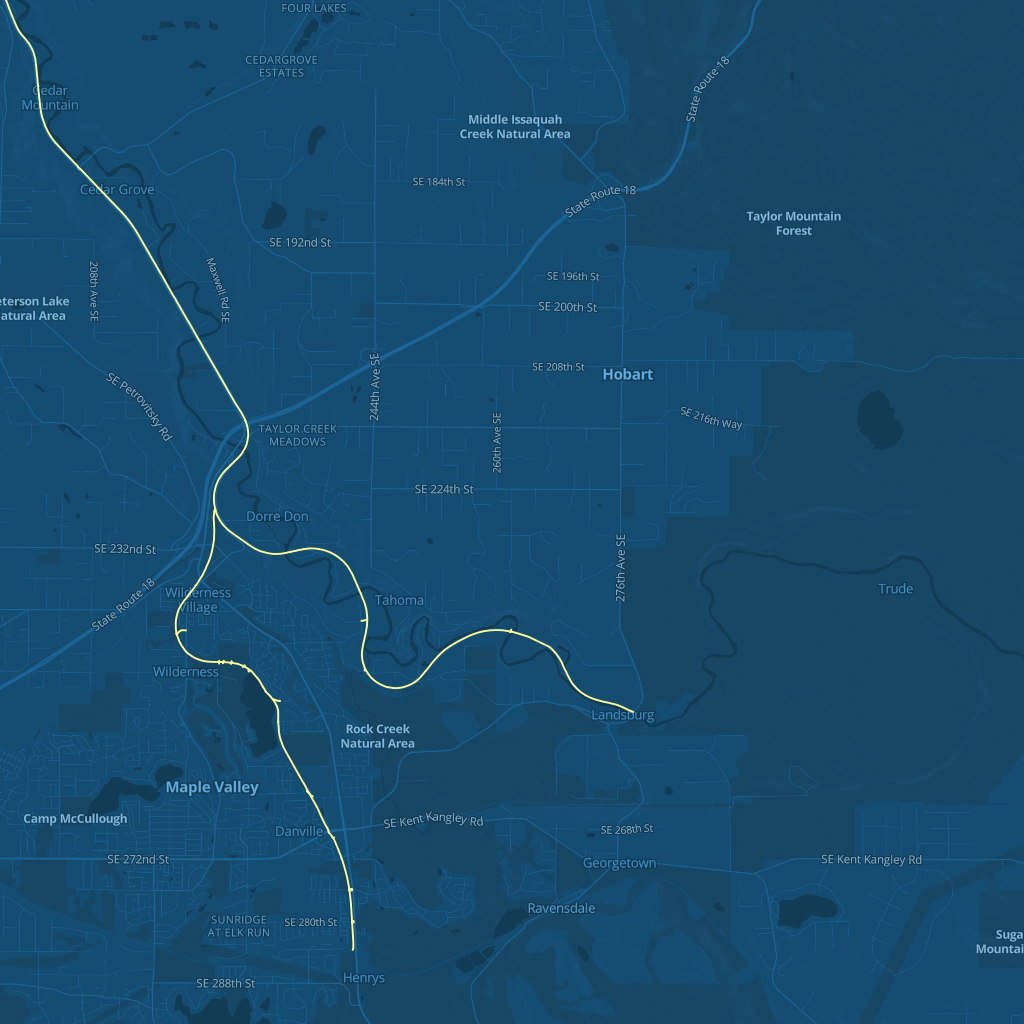 FOUR LAKES
CEDARGROVE
ESTATES
State Route 18
Cedar
Mountain
Middle Issaquah
Creek Natural Area
SE 184th St
Cedar Grove
State Route 18
Taylor Mountain
Forest
SE 192nd St
208th Ave SE
Maxwell Rd SE
SE 196th St
eterson Lake
atural Area
SE 200th St
SE 208th St
Hobart
244th Ave SE
SE Petrovitsky Rd
SE 216th Way
TAYLOR CREEK
MEADOWS
260th Ave SE
SE 224th St
Dorre Don
SE 232nd St
276th Ave SE
Trude
State Route 18
Wilderness
Village
Tahoma
Wilderness
Landsburg
Rock Creek
Natural Area
Maple Valley
Camp McCullough
Danville
SE Kent Kangley Rd
SE 268th St
SE 272nd St
Georgetown
SE Kent Kangley Rd
Ravensdale
SUNRIDGE
AT ELK RUN
SE 280th St
Suga
Mountai
Henrys
SE 288th St